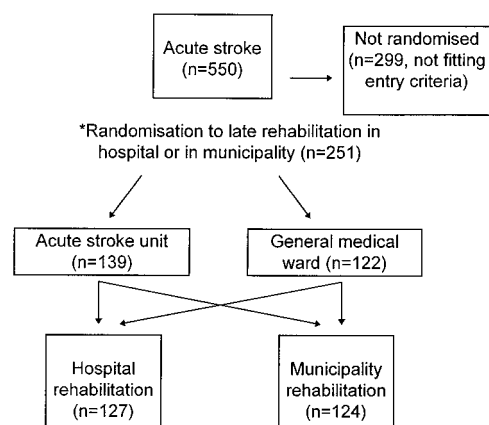 Acute stroke
(n=550)
Not randomised
(n=299, not fitting
entry criteria)
*Randomisation to late rehabilitation in
hospital or in municipality (n=251)
Acute stroke unit
(n=139)
General medical
ward (n=122)
Hospital
rehabilitation
(n=127)
Municipality
rehabilitation
(n=124)